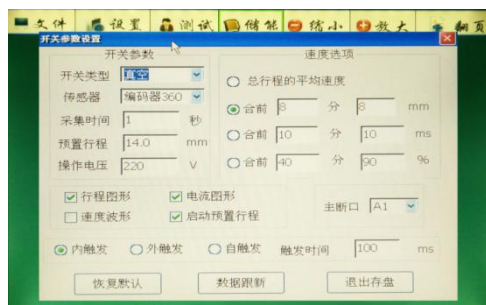 文件 设置 测试 储能 缩小 放大 翻页
开关参数设置
开关参数 速度选项
开关类型 真空 总行程的平均速度
传感器 编码器360 合前 8 分 8 mm
采集时间 1 秒
预置行程 14.0 mm 合前 10 分 10 ms
操作电压 220 V 合前 40 分 90 %
行程图形 电流图形 主断口 A1
速度波形 启动预置行程
内触发 外触发 自触发 触发时间 100 ms
恢复默认 数据跟新 退出存盘